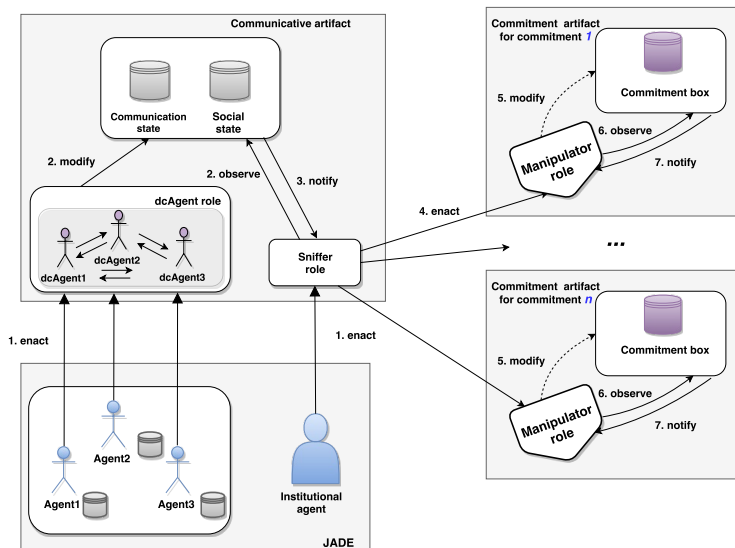 Communicative artifact
Communication
state
Social
state
2. modify
2. observe
3. notify
dcAgent role
dcAgent1
dcAgent2
dcAgent3
Sniffer
role
1. enact
1. enact
Agent1
Agent2
Agent3
Institutional
agent
JADE
4. enact
Commitment artifact
for commitment 1
Commitment box
5. modify
6. observe
7. notify
Manipulator
role
...
Commitment artifact
for commitment n
Commitment box
5. modify
6. observe
7. notify
Manipulator
role